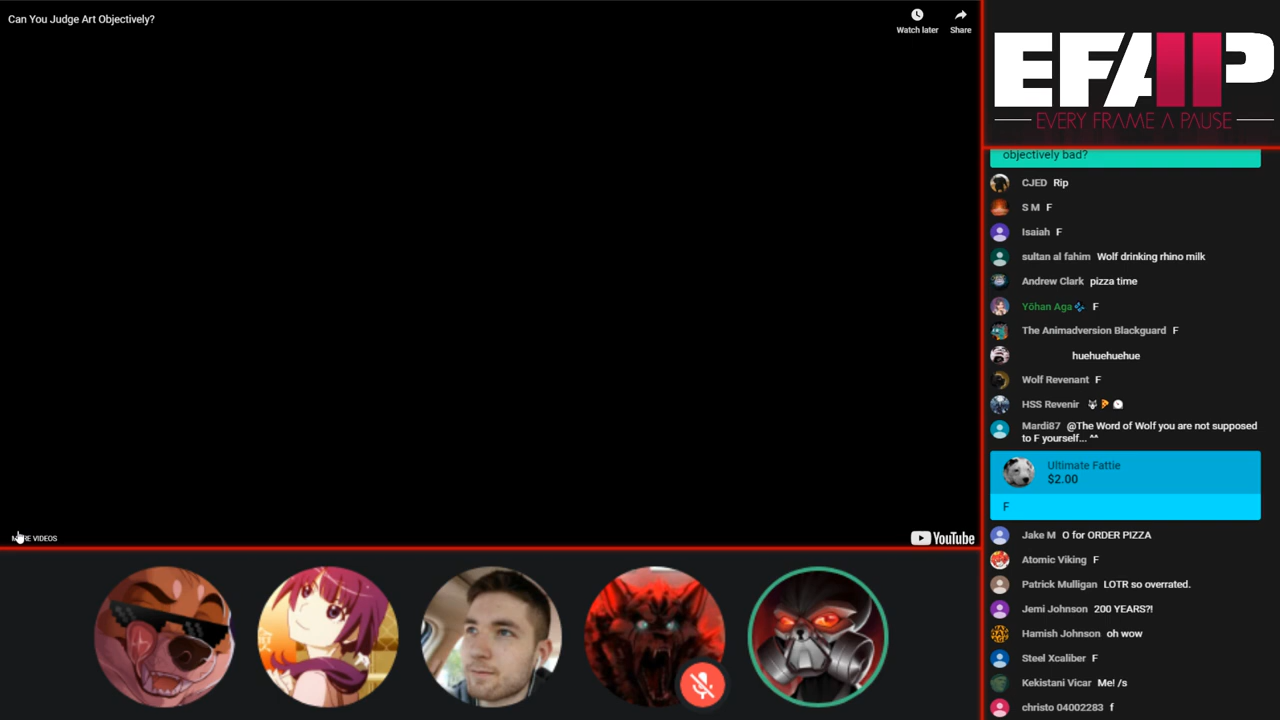 Can You Judge Art Objectively?
Watch later
Share
YouTube
EFAP
EVERY FRAME A PAUSE
objectively bad?
CJED Rip
S M F
Isaiah F
sultan al fahim Wolf drinking rhino milk
Andrew Clark pizza time
Yōhan Aga F
The Animadversion Blackguard F
huehuehuehue
Wolf Revenant F
HSS Revenir
Mardi87 @The Word of Wolf you are not supposed
to F yourself... ^^
Ultimate Fattie
$2.00
F
Jake M O for ORDER PIZZA
Atomic Viking F
Patrick Mulligan LOTR so overrated.
Jemi Johnson 200 YEARS?!
Hamish Johnson oh wow
Steel Xcaliber F
Kekistani Vicar Me! /s
christo 04002283 f
VIDEOS